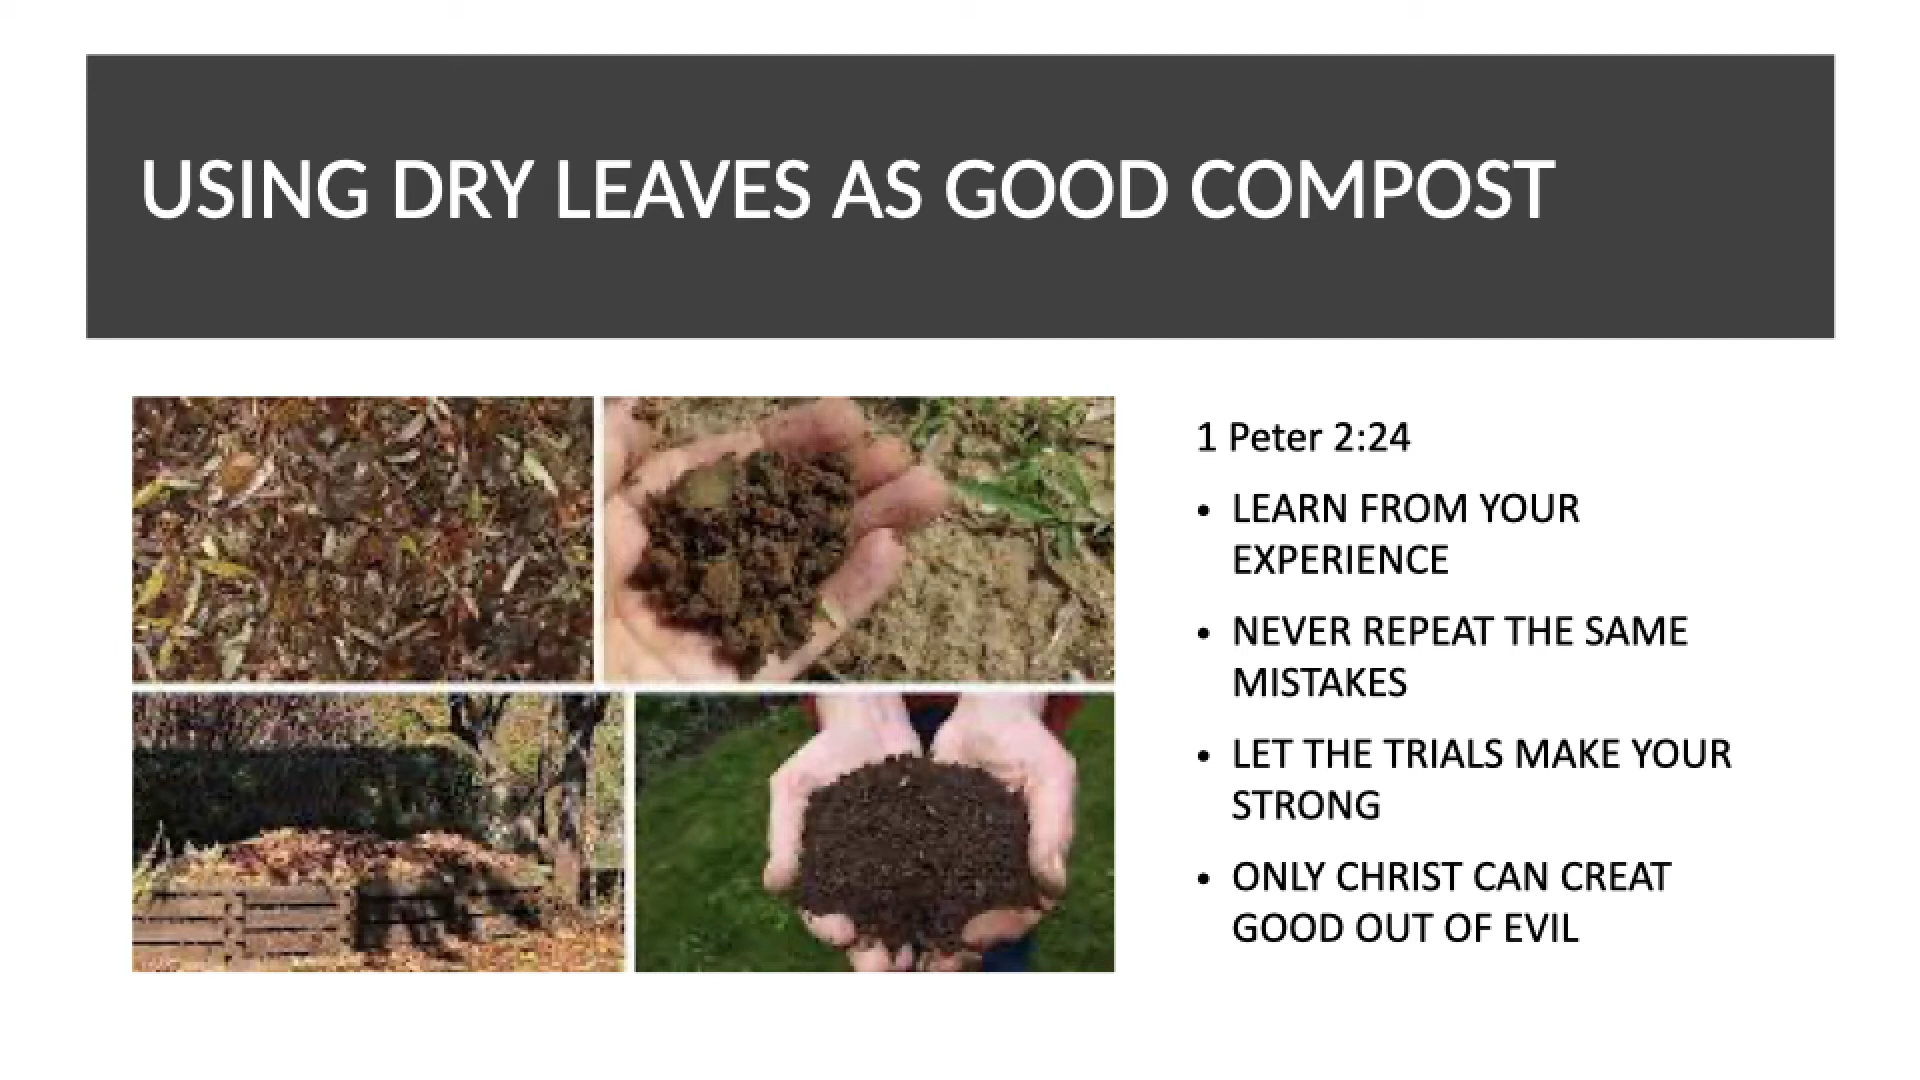 USING DRY LEAVES AS GOOD COMPOST
1 Peter 2:24
• LEARN FROM YOUR
EXPERIENCE
• NEVER REPEAT THE SAME
MISTAKES
• LET THE TRIALS MAKE YOUR
STRONG
• ONLY CHRIST CAN CREAT
GOOD OUT OF EVIL